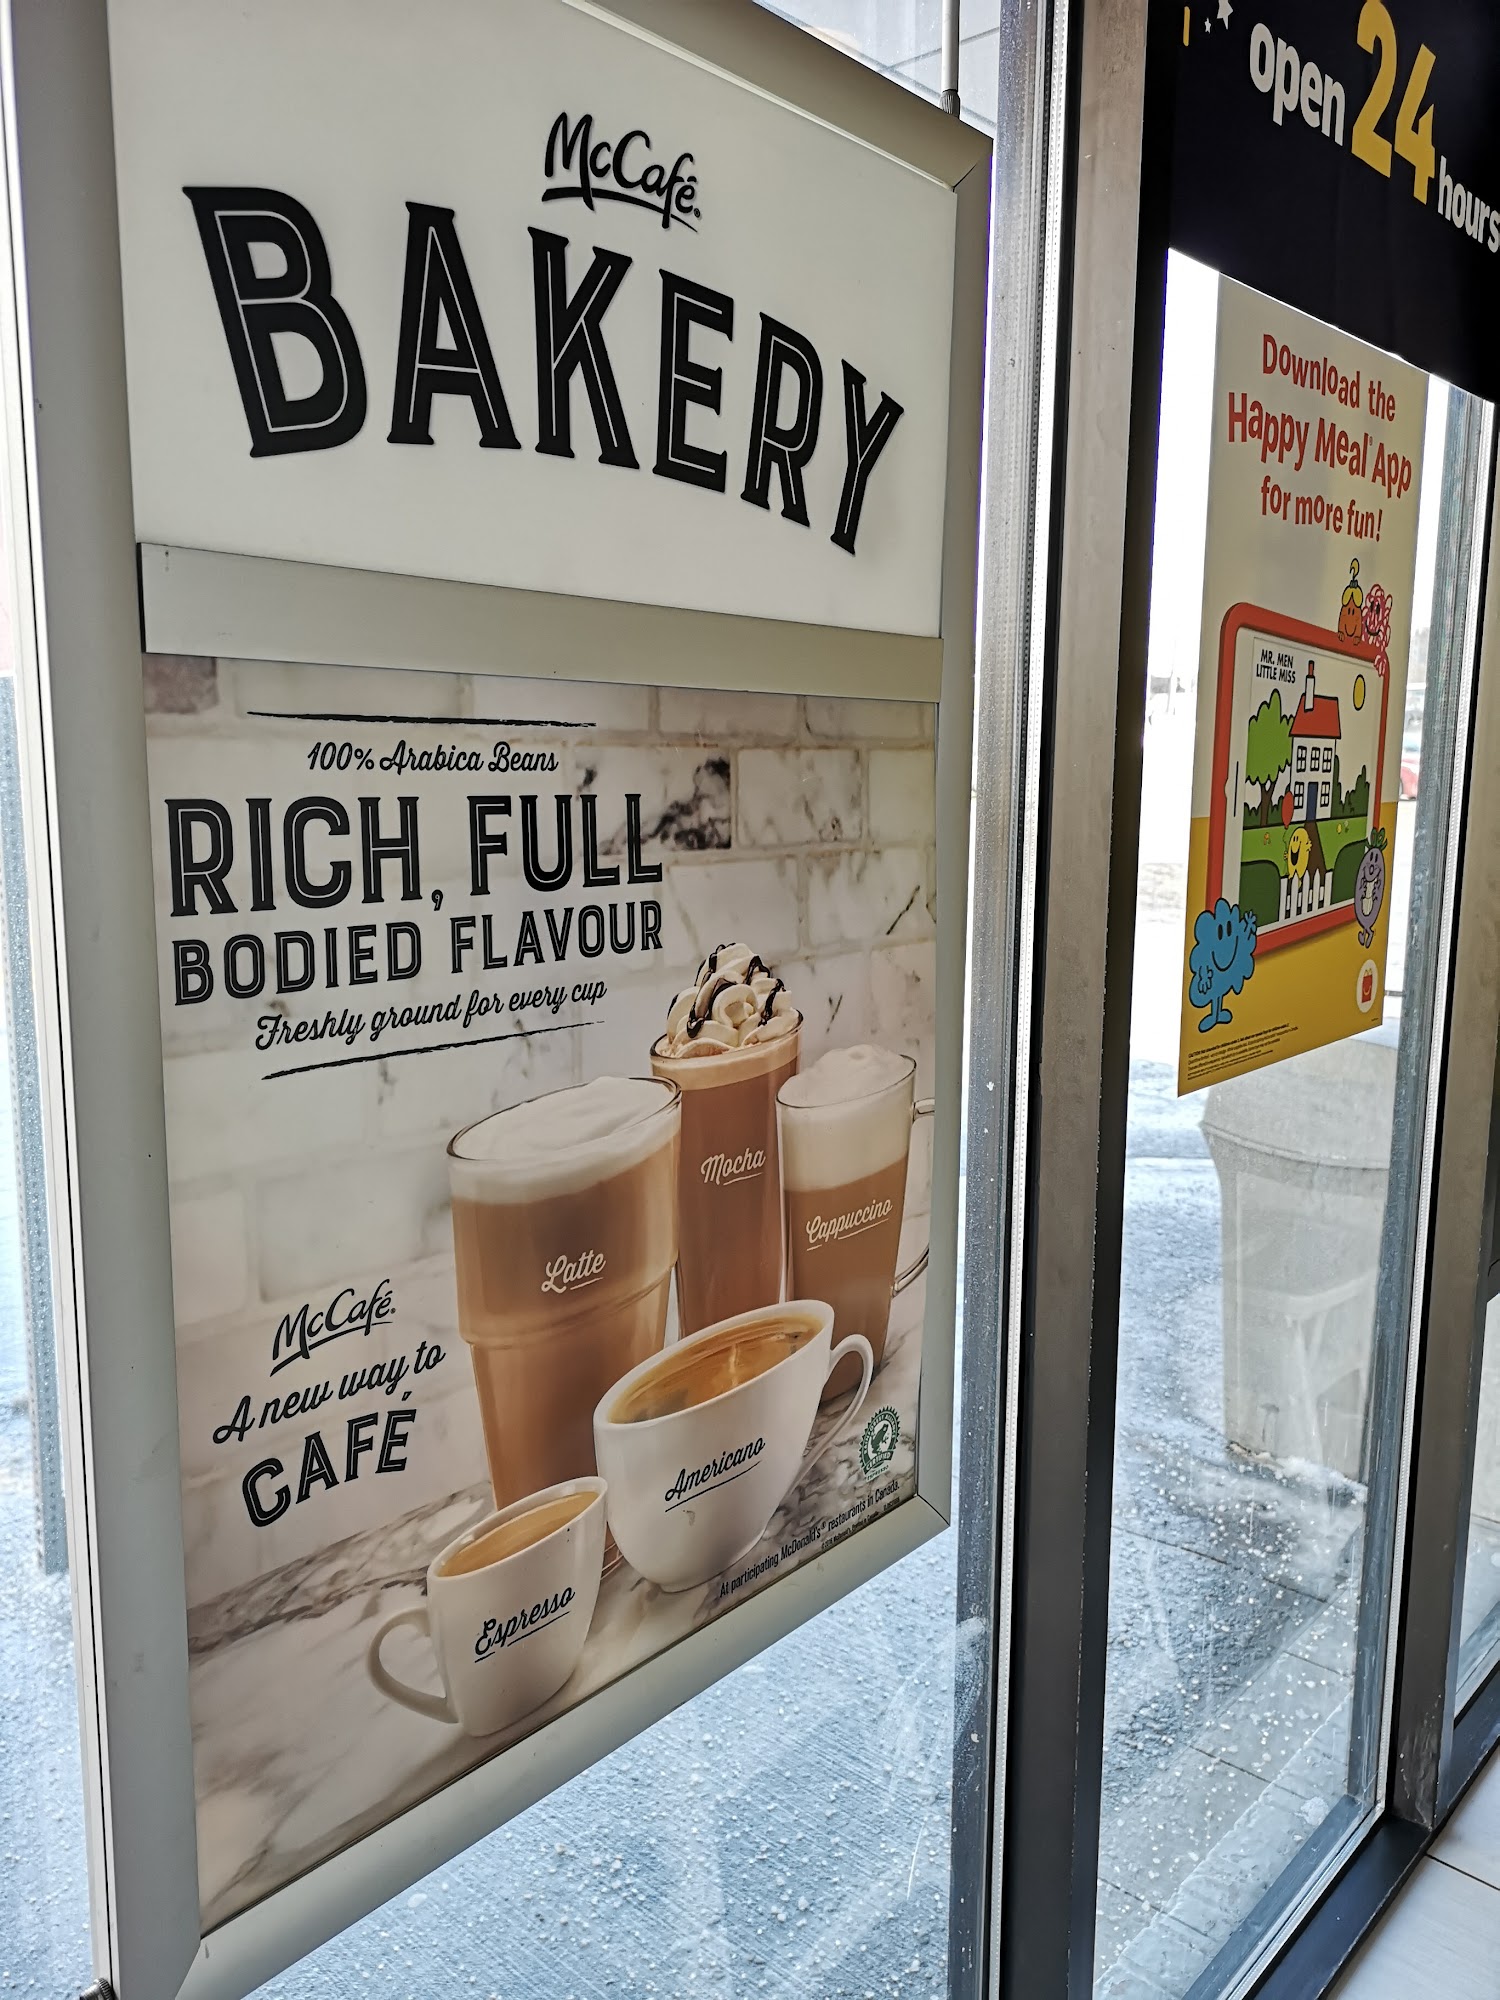 McCafé®
BAKERY
100% Arabica Beans
RICH, FULL
BODIED FLAVOUR
Freshly ground for every cup
Mocha
Cappuccino
Latte
McCafé®
A new way to
CAFÉ
Americano
Espresso
At participating McDonald's® restaurants in Canada.
open 24 hours
Download the
Happy Meal® App
for more fun!
MR. MEN
LITTLE MISS